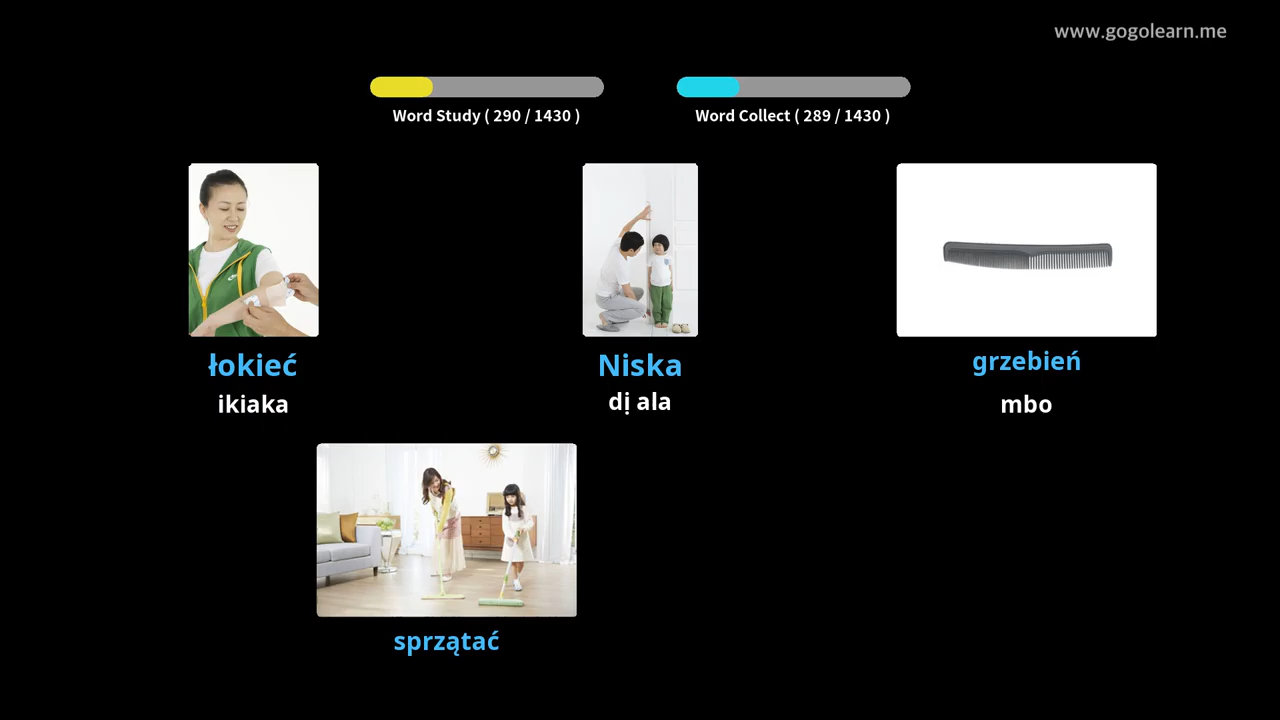 www.gogolearn.me
Word Study ( 290 / 1430 )
Word Collect ( 289 / 1430 )
łokieć
ikiaka
Niska
dị ala
grzebień
mbo
sprzątać